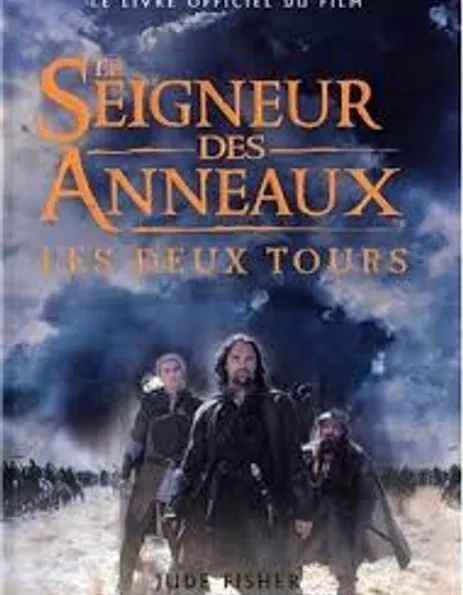 LE LIVRE OFFICIEL DU FILM
LE
SEIGNEUR
DES
ANNEAUX
LES DEUX TOURS
JUDE FISHER